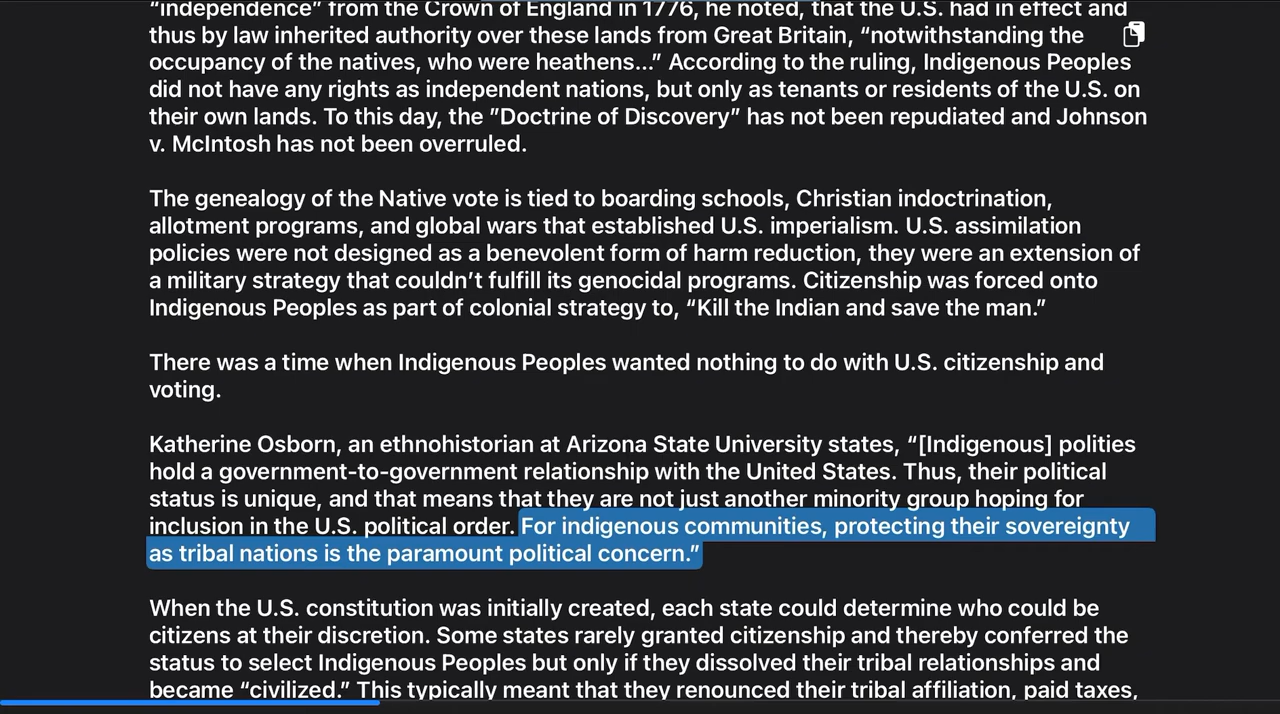 “independence” from the Crown of England in 1776, he noted, that the U.S. had in effect and
thus by law inherited authority over these lands from Great Britain, “notwithstanding the
occupancy of the natives, who were heathens...” According to the ruling, Indigenous Peoples
did not have any rights as independent nations, but only as tenants or residents of the U.S. on
their own lands. To this day, the ”Doctrine of Discovery” has not been repudiated and Johnson
v. McIntosh has not been overruled.
The genealogy of the Native vote is tied to boarding schools, Christian indoctrination,
allotment programs, and global wars that established U.S. imperialism. U.S. assimilation
policies were not designed as a benevolent form of harm reduction, they were an extension of
a military strategy that couldn’t fulfill its genocidal programs. Citizenship was forced onto
Indigenous Peoples as part of colonial strategy to, “Kill the Indian and save the man.”
There was a time when Indigenous Peoples wanted nothing to do with U.S. citizenship and
voting.
Katherine Osborn, an ethnohistorian at Arizona State University states, “[Indigenous] polities
hold a government-to-government relationship with the United States. Thus, their political
status is unique, and that means that they are not just another minority group hoping for
inclusion in the U.S. political order. For indigenous communities, protecting their sovereignty
as tribal nations is the paramount political concern.”
When the U.S. constitution was initially created, each state could determine who could be
citizens at their discretion. Some states rarely granted citizenship and thereby conferred the
status to select Indigenous Peoples but only if they dissolved their tribal relationships and
became “civilized.” This typically meant that they renounced their tribal affiliation, paid taxes,